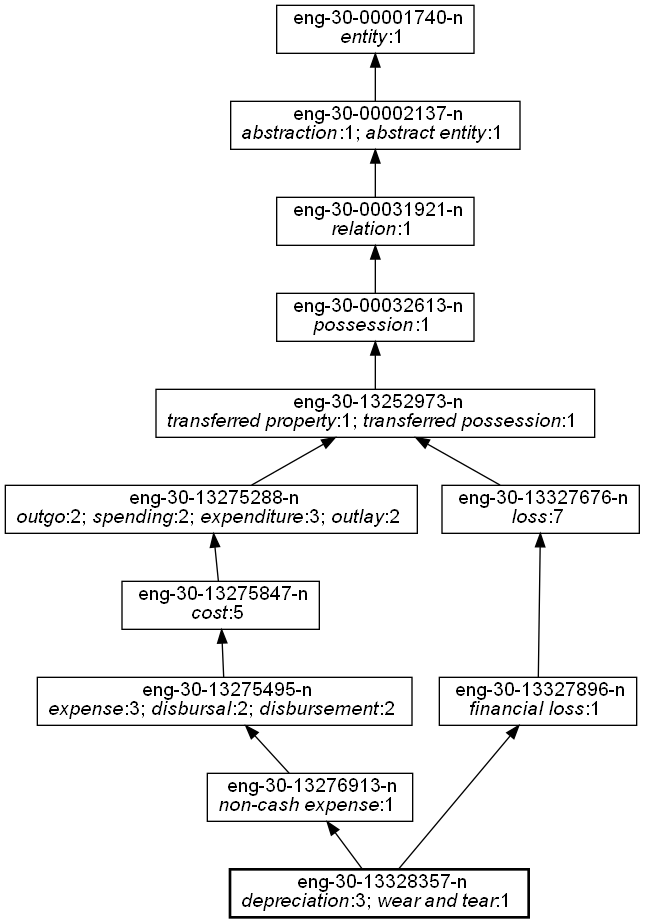 eng-30-00001740-n
entity:1
eng-30-00002137-n
abstraction:1; abstract entity:1
eng-30-00031921-n
relation:1
eng-30-00032613-n
possession:1
eng-30-13252973-n
transferred property:1; transferred possession:1
eng-30-13275288-n
outgo:2; spending:2; expenditure:3; outlay:2
eng-30-13327676-n
loss:7
eng-30-13275847-n
cost:5
eng-30-13275495-n
expense:3; disbursal:2; disbursement:2
eng-30-13327896-n
financial loss:1
eng-30-13276913-n
non-cash expense:1
eng-30-13328357-n
depreciation:3; wear and tear:1